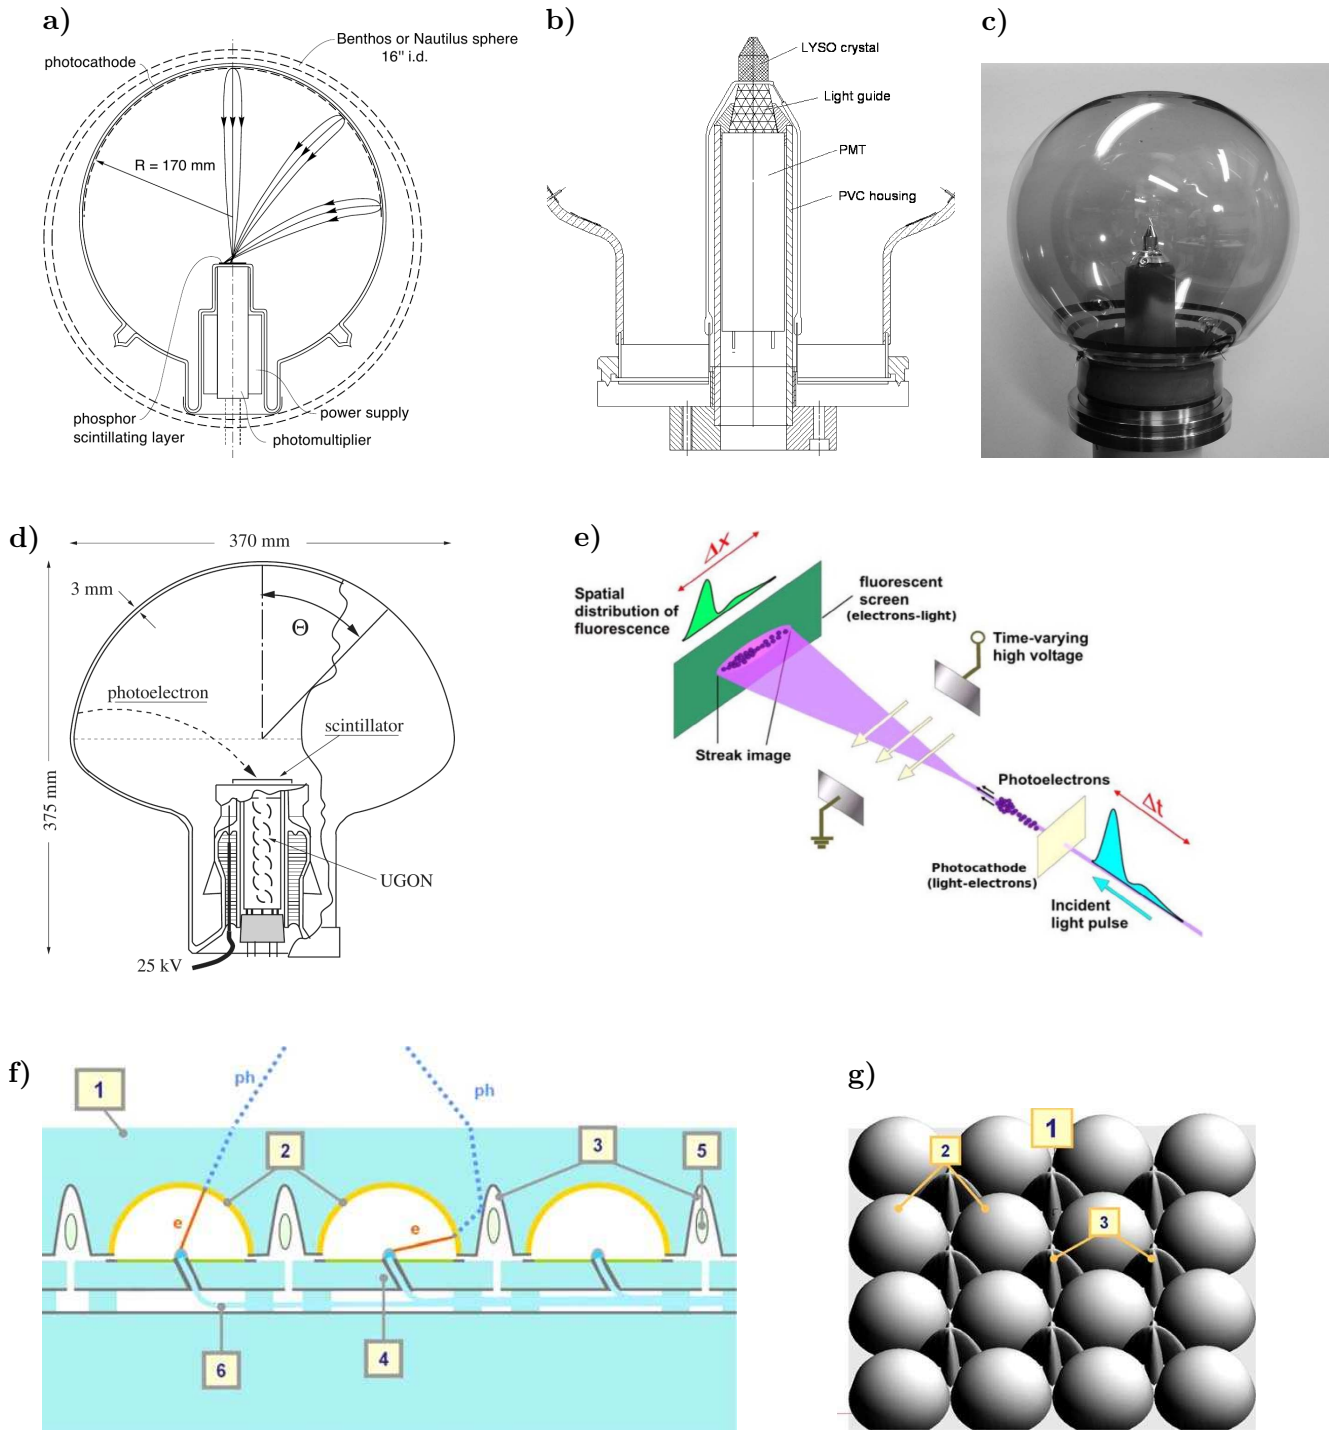 a)
Benthos or Nautilus sphere
16" i.d.
photocathode
R = 170 mm
phosphor
scintillating layer
power supply
photomultiplier
b)
LYSO crystal
Light guide
PMT
PVC housing
c)
d)
370 mm
3 mm
375 mm
Θ
photoelectron
scintillator
UGON
25 kV
e)
Δx
Spatial
distribution of
fluorescence
fluorescent
screen
(electrons-light)
Time-varying
high voltage
Streak image
Photoelectrons
Δt
Photocathode
(light-electrons)
Incident
light pulse
f)
1
ph
ph
2
3
5
e
e
6
4
g)
1
2
3